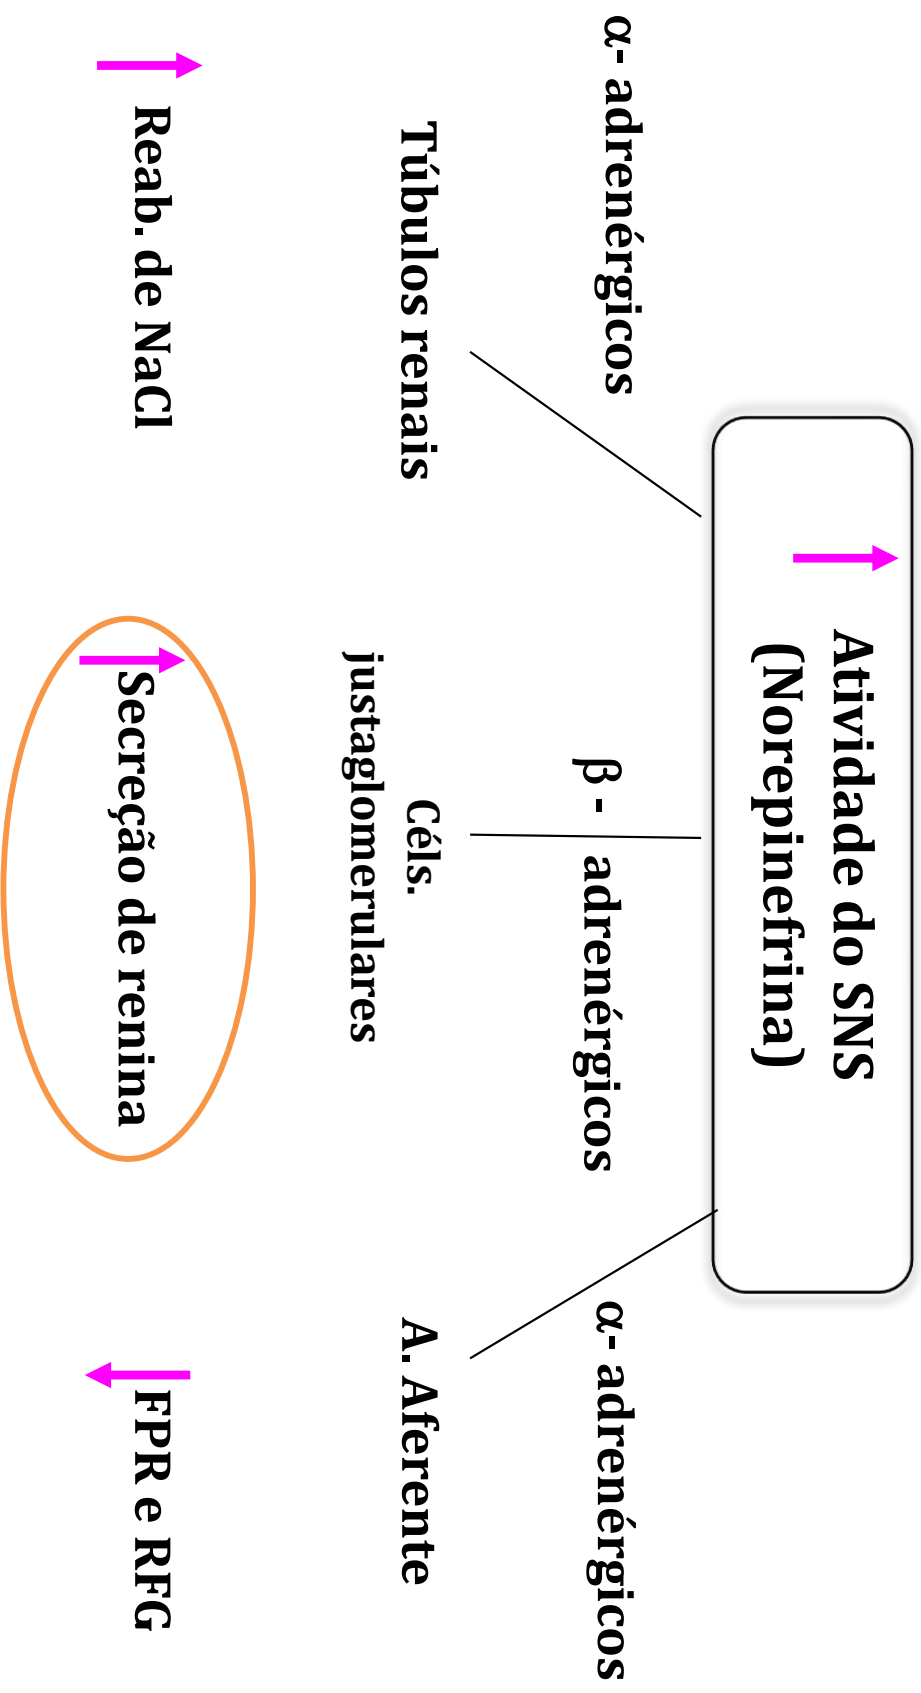 Atividade do SNS
(Norepinefrina)
α- adrenérgicos
β - adrenérgicos
α- adrenérgicos
Túbulos renais
Céls.
justaglomerulares
A. Aferente
Reab. de NaCl
Secreção de renina
FPR e RFG